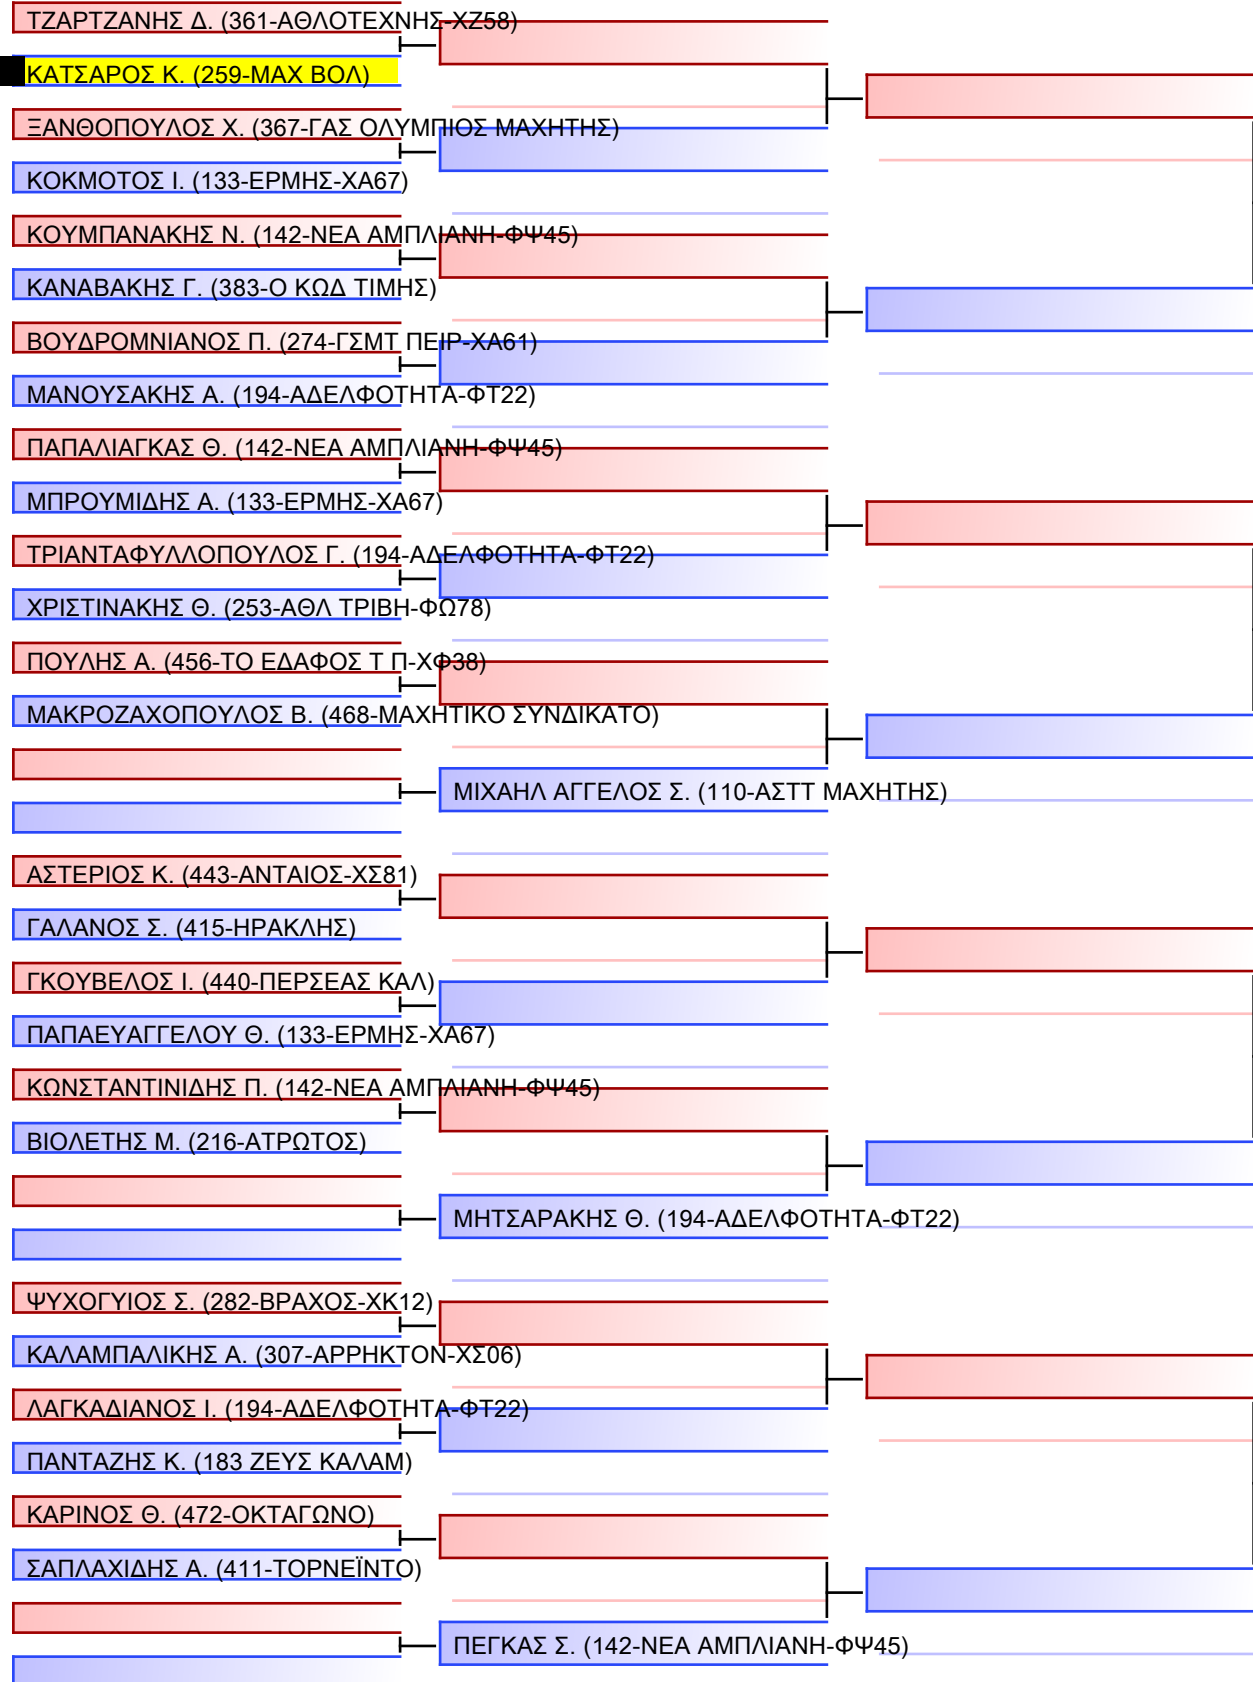 ΤΖΑΡΤΖΑΝΗΣ Δ. (361-ΑΘΛΟΤΕΧΝΗΣ-ΧΖ58)
ΚΑΤΣΑΡΟΣ Κ. (259-ΜΑΧ ΒΟΛ)
ΞΑΝΘΟΠΟΥΛΟΣ Χ. (367-ΓΑΣ ΟΛΥΜΠΙΟΣ ΜΑΧΗΤΗΣ)
ΚΟΚΜΟΤΟΣ Ι. (133-ΕΡΜΗΣ-ΧΑ67)
ΚΟΥΜΠΑΝΑΚΗΣ Ν. (142-ΝΕΑ ΑΜΠΛΙΑΝΗ-ΦΨ45)
ΚΑΝΑΒΑΚΗΣ Γ. (383-Ο ΚΩΔ ΤΙΜΗΣ)
ΒΟΥΔΡΟΜΝΙΑΝΟΣ Π. (274-ΓΣΜΤ ΠΕΙΡ-ΧΑ61)
ΜΑΝΟΥΣΑΚΗΣ Α. (194-ΑΔΕΛΦΟΤΗΤΑ-ΦΤ22)
ΠΑΠΑΛΙΑΓΚΑΣ Θ. (142-ΝΕΑ ΑΜΠΛΙΑΝΗ-ΦΨ45)
ΜΠΡΟΥΜΙΔΗΣ Α. (133-ΕΡΜΗΣ-ΧΑ67)
ΤΡΙΑΝΤΑΦΥΛΛΟΠΟΥΛΟΣ Γ. (194-ΑΔΕΛΦΟΤΗΤΑ-ΦΤ22)
ΧΡΙΣΤΙΝΑΚΗΣ Θ. (253-ΑΘΛ ΤΡΙΒΗ-ΦΩ78)
ΠΟΥΛΗΣ Α. (456-ΤΟ ΕΔΑΦΟΣ Τ Π-ΧΦ38)
ΜΑΚΡΟΖΑΧΟΠΟΥΛΟΣ Β. (468-ΜΑΧΗΤΙΚΟ ΣΥΝΔΙΚΑΤΟ)
ΜΙΧΑΗΛ ΑΓΓΕΛΟΣ Σ. (110-ΑΣΤΤ ΜΑΧΗΤΗΣ)
ΑΣΤΕΡΙΟΣ Κ. (443-ΑΝΤΑΙΟΣ-ΧΣ81)
ΓΑΛΑΝΟΣ Σ. (415-ΗΡΑΚΛΗΣ)
ΓΚΟΥΒΕΛΟΣ Ι. (440-ΠΕΡΣΕΑΣ ΚΑΛ)
ΠΑΠΑΕΥΑΓΓΕΛΟΥ Θ. (133-ΕΡΜΗΣ-ΧΑ67)
ΚΩΝΣΤΑΝΤΙΝΙΔΗΣ Π. (142-ΝΕΑ ΑΜΠΛΙΑΝΗ-ΦΨ45)
ΒΙΟΛΕΤΗΣ Μ. (216-ΑΤΡΩΤΟΣ)
ΜΗΤΣΑΡΑΚΗΣ Θ. (194-ΑΔΕΛΦΟΤΗΤΑ-ΦΤ22)
ΨΥΧΟΓΥΙΟΣ Σ. (282-ΒΡΑΧΟΣ-ΧΚ12)
ΚΑΛΑΜΠΑΛΙΚΗΣ Α. (307-ΑΡΡΗΚΤΟΝ-ΧΣ06)
ΛΑΓΚΑΔΙΑΝΟΣ Ι. (194-ΑΔΕΛΦΟΤΗΤΑ-ΦΤ22)
ΠΑΝΤΑΖΗΣ Κ. (183 ΖΕΥΣ ΚΑΛΑΜ)
ΚΑΡΙΝΟΣ Θ. (472-ΟΚΤΑΓΩΝΟ)
ΣΑΠΛΑΧΙΔΗΣ Α. (411-ΤΟΡΝΕΪΝΤΟ)
ΠΕΓΚΑΣ Σ. (142-ΝΕΑ ΑΜΠΛΙΑΝΗ-ΦΨ45)